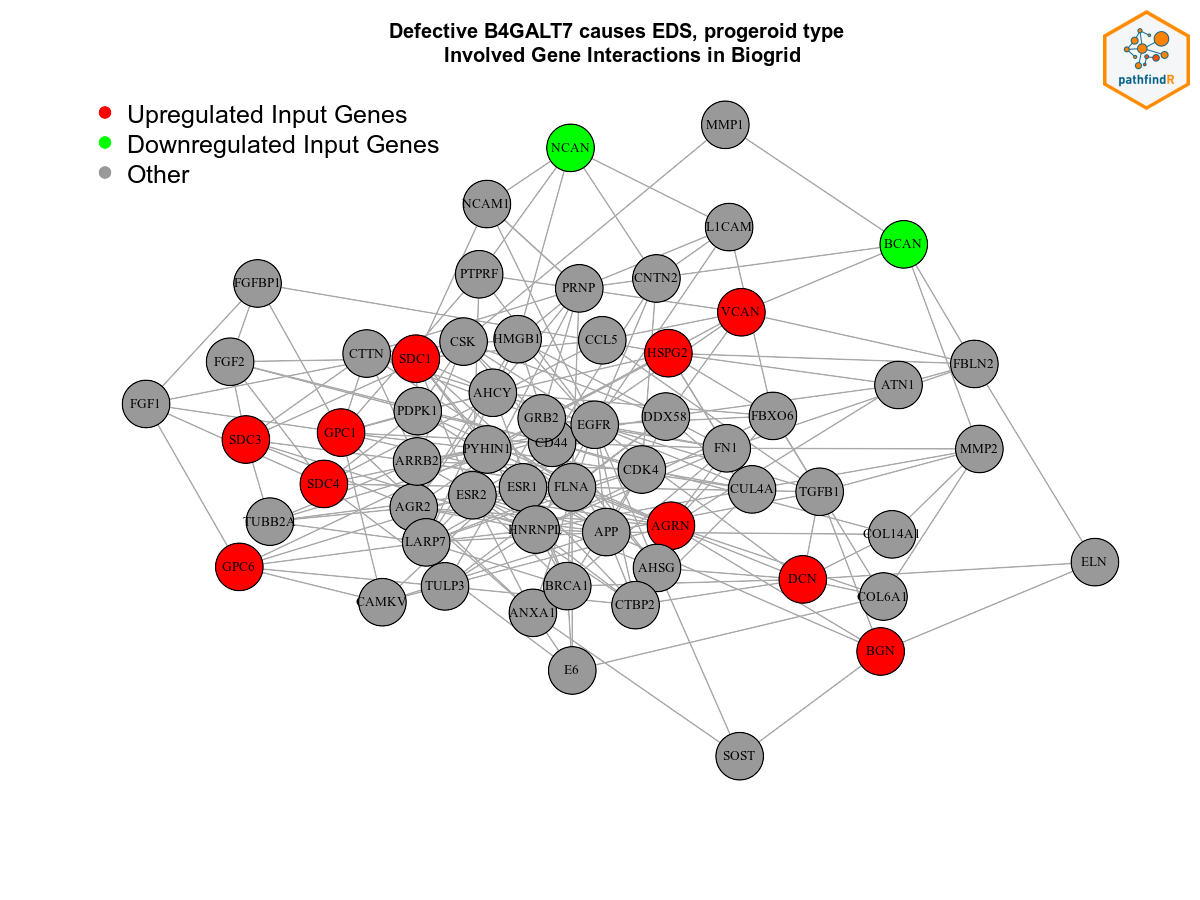 Defective B4GALT7 causes EDS, progeroid type
Involved Gene Interactions in Biogrid
pathfindR
Upregulated Input Genes
Downregulated Input Genes
Other
MMP1
NCAN
NCAM1
L1CAM
BCAN
PTPRF
CNTN2
FGFBP1
PRNP
VCAN
HMGB1
CSK
CCL5
CTTN
SDC1
HSPG2
FGF2
FBLN2
ATN1
AHCY
FGF1
PDPK1
GRB2
DDX58
FBXO6
EGFR
GPC1
SDC3
CD44
FN1
PYHIN1
MMP2
ARRB2
CDK4
SDC4
ESR1
FLNA
CUL4A
TGFB1
ESR2
AGR2
TUBB2A
AGRN
HNRNPL
APP
COL14A1
LARP7
ELN
GPC6
AHSG
DCN
TULP3
BRCA1
COL6A1
CAMKV
CTBP2
ANXA1
BGN
E6
SOST